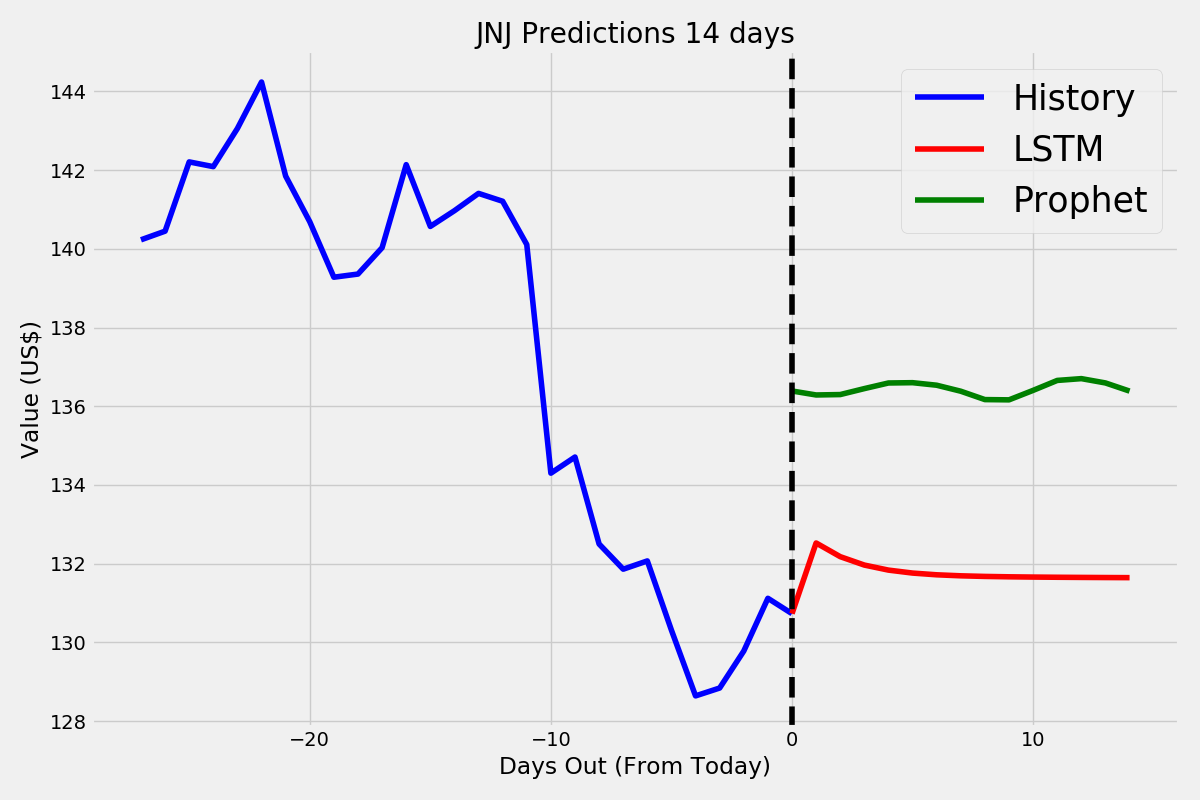 JNJ Predictions 14 days
History
LSTM
Prophet
Value (US$)
144
142
140
138
136
134
132
130
128
−20
−10
0
10
Days Out (From Today)